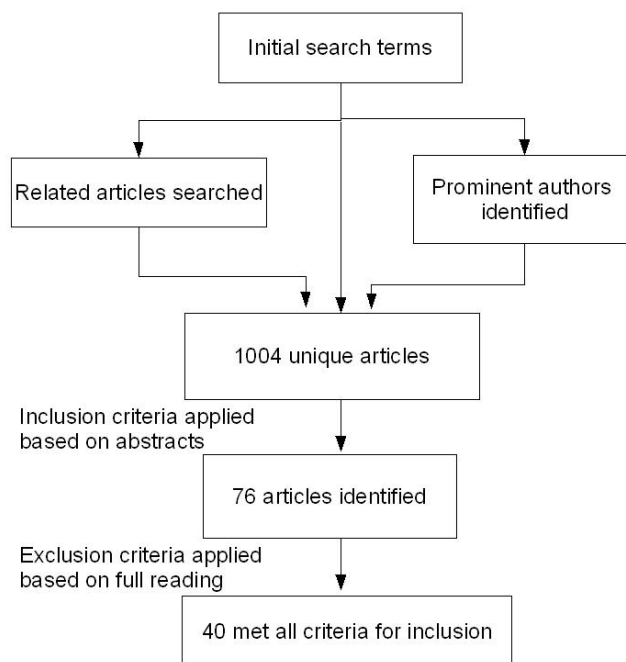 Initial search terms
Related articles searched
Prominent authors
identified
1004 unique articles
Inclusion criteria applied
based on abstracts
76 articles identified
Exclusion criteria applied
based on full reading
40 met all criteria for inclusion